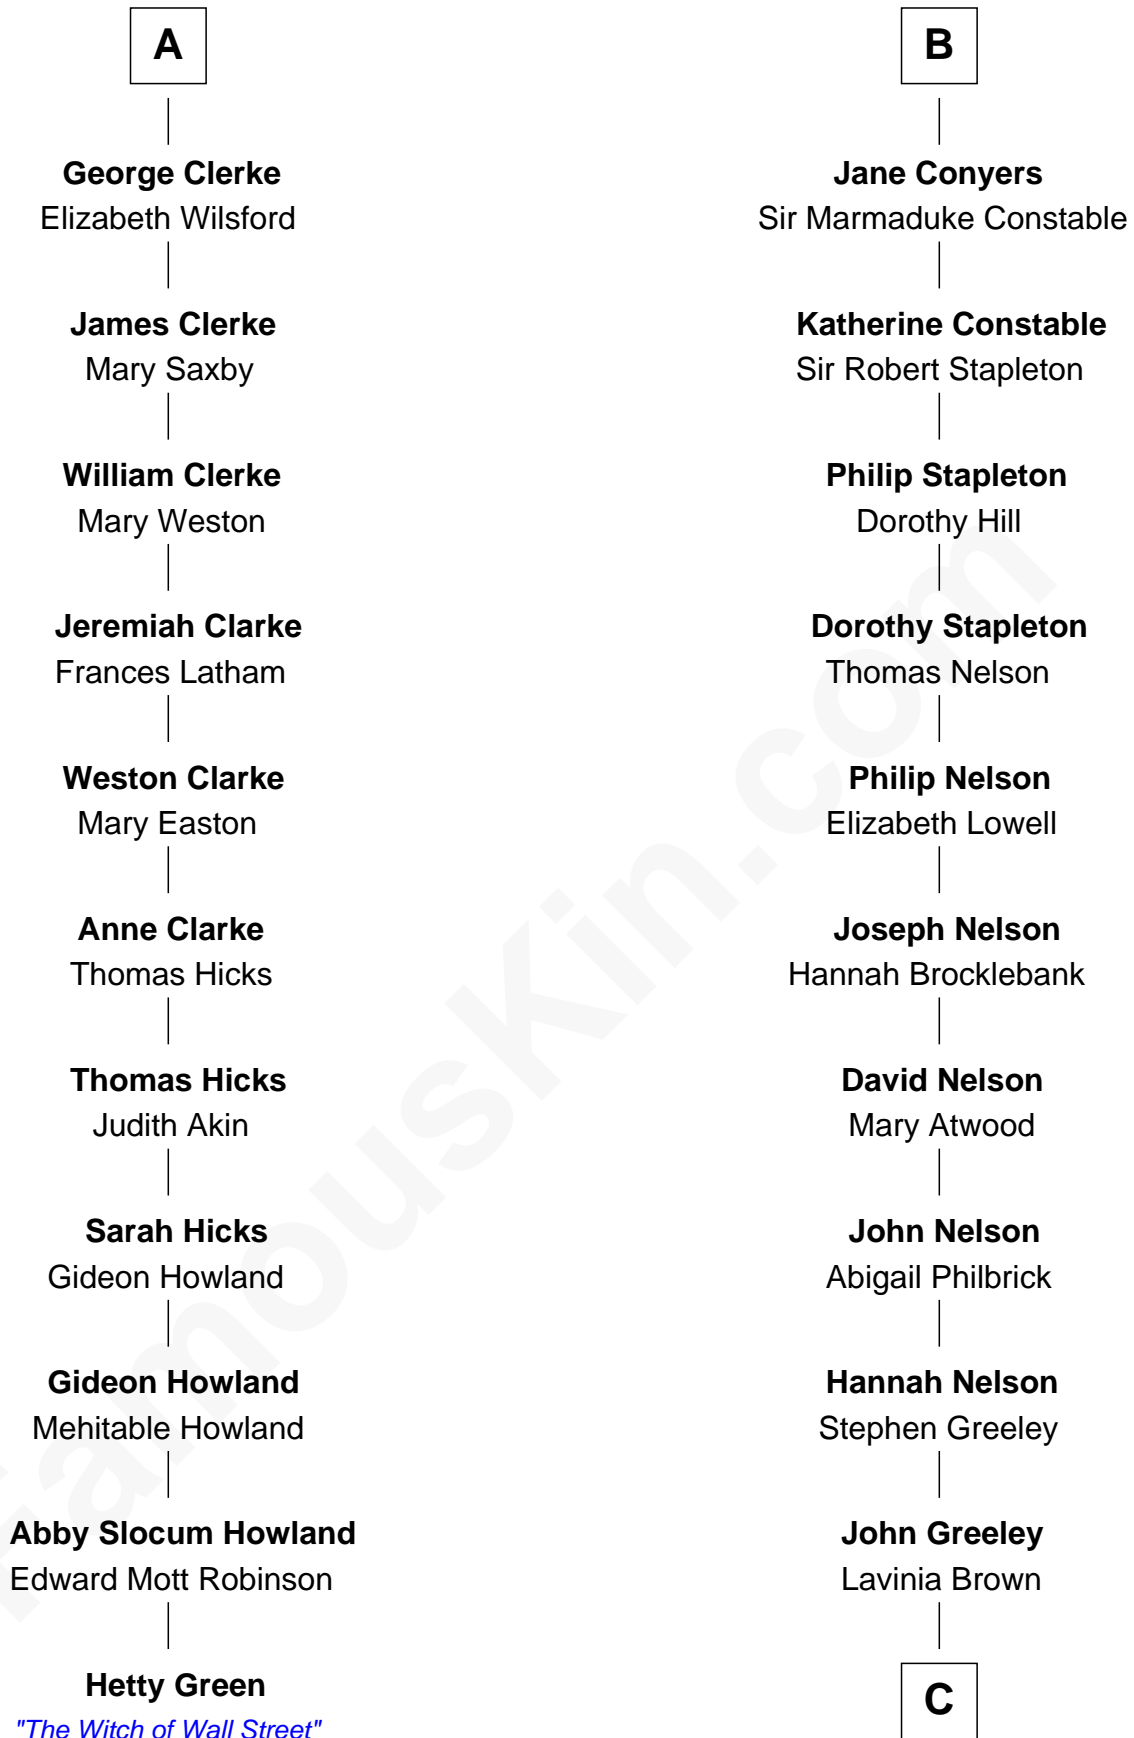 A
George Clerke
Elizabeth Wilsford
James Clerke
Mary Saxby
William Clerke
Mary Weston
Jeremiah Clarke
Frances Latham
Weston Clarke
Mary Easton
Anne Clarke
Thomas Hicks
Thomas Hicks
Judith Akin
Sarah Hicks
Gideon Howland
Gideon Howland
Mehitable Howland
Abby Slocum Howland
Edward Mott Robinson
Hetty Green
"The Witch of Wall Street"
B
Jane Conyers
Sir Marmaduke Constable
Katherine Constable
Sir Robert Stapleton
Philip Stapleton
Dorothy Hill
Dorothy Stapleton
Thomas Nelson
Philip Nelson
Elizabeth Lowell
Joseph Nelson
Hannah Brocklebank
David Nelson
Mary Atwood
John Nelson
Abigail Philbrick
Hannah Nelson
Stephen Greeley
John Greeley
Lavinia Brown
C
FamousKin.com